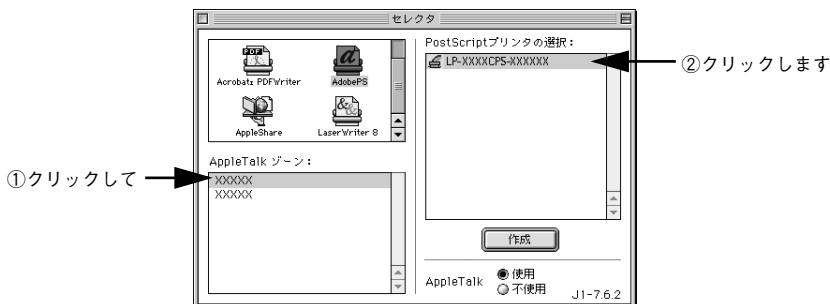 セレクタ
PDF
Acrobatx PDFWriter
AdobePS
AppleShare
LaserWriter 8
AppleTalk ゾーン：
XXXXX
XXXXX
PostScriptプリンタの選択：
LP-XXXXCPS-XXXXXX
作成
AppleTalk
使用
不使用
J1-7.6.2
①クリックして
②クリックします